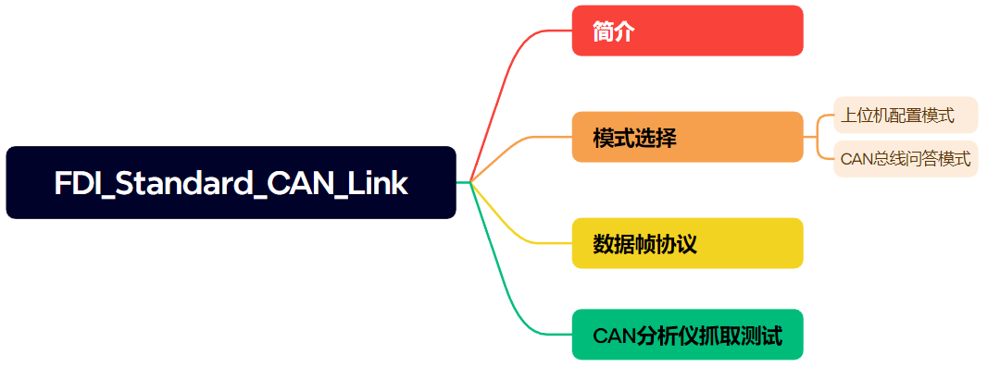 FDI_Standard_CAN_Link
简介
模式选择
上位机配置模式
CAN总线问答模式
数据帧协议
CAN分析仪抓取测试